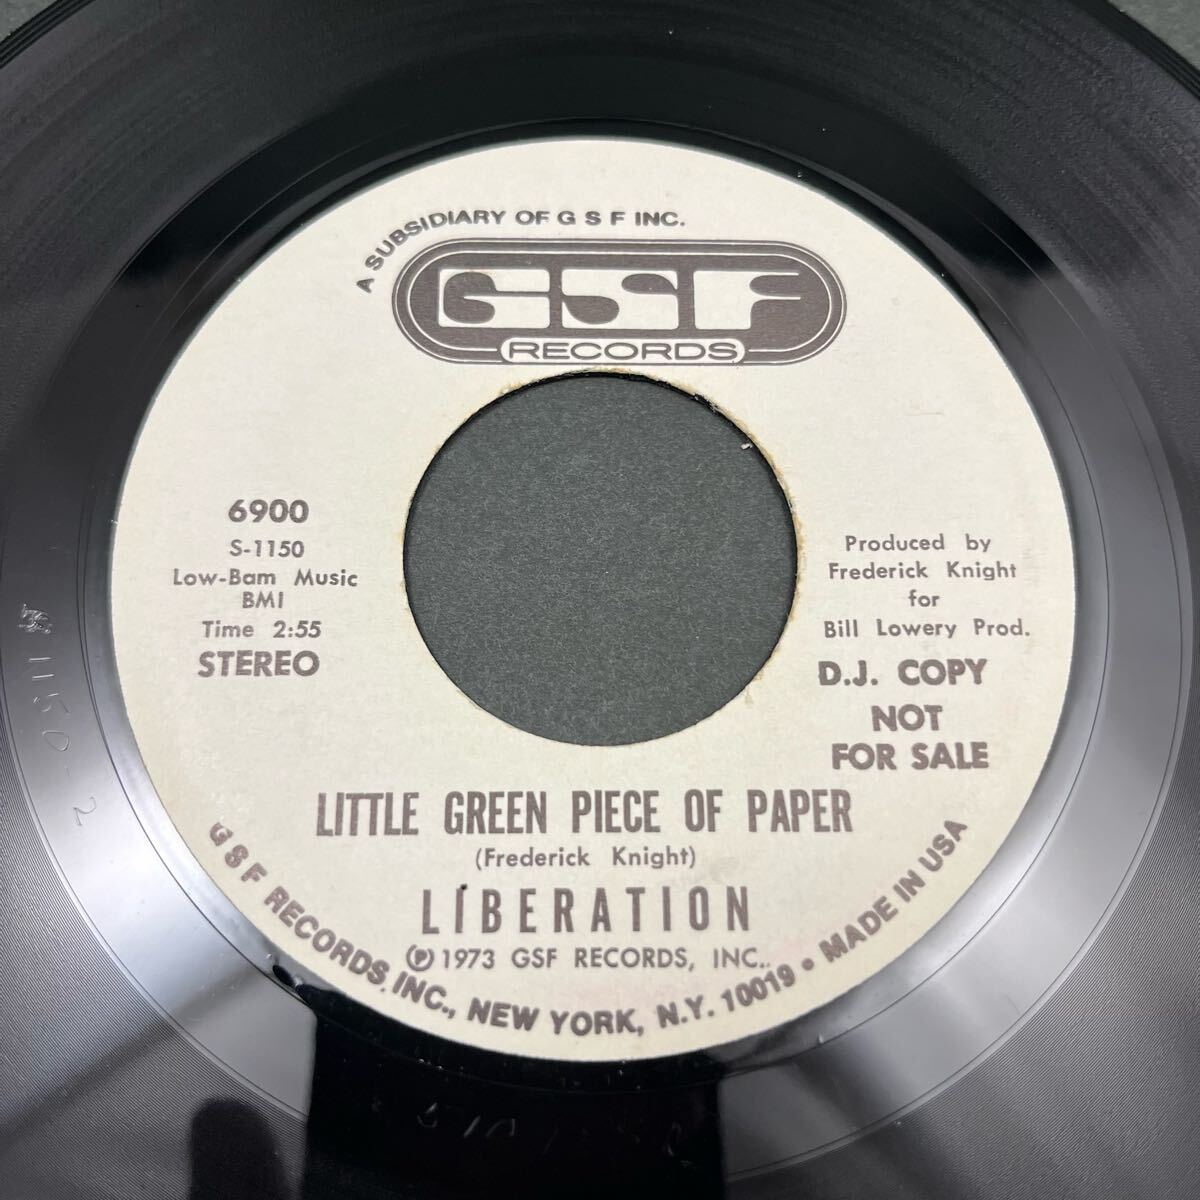 A SUBSIDIARY OF G S F INC.
GSF
RECORDS
6900
S-1150
Low-Bam Music
BMI
Time 2:55
STEREO
Produced by
Frederick Knight
for
Bill Lowery Prod.
D.J. COPY
NOT
FOR SALE
LITTLE GREEN PIECE OF PAPER
(Frederick Knight)
LIBERATION
℗ 1973 GSF RECORDS, INC..
G S F RECORDS, INC., NEW YORK, N.Y. 10019 • MADE IN USA
1150-2